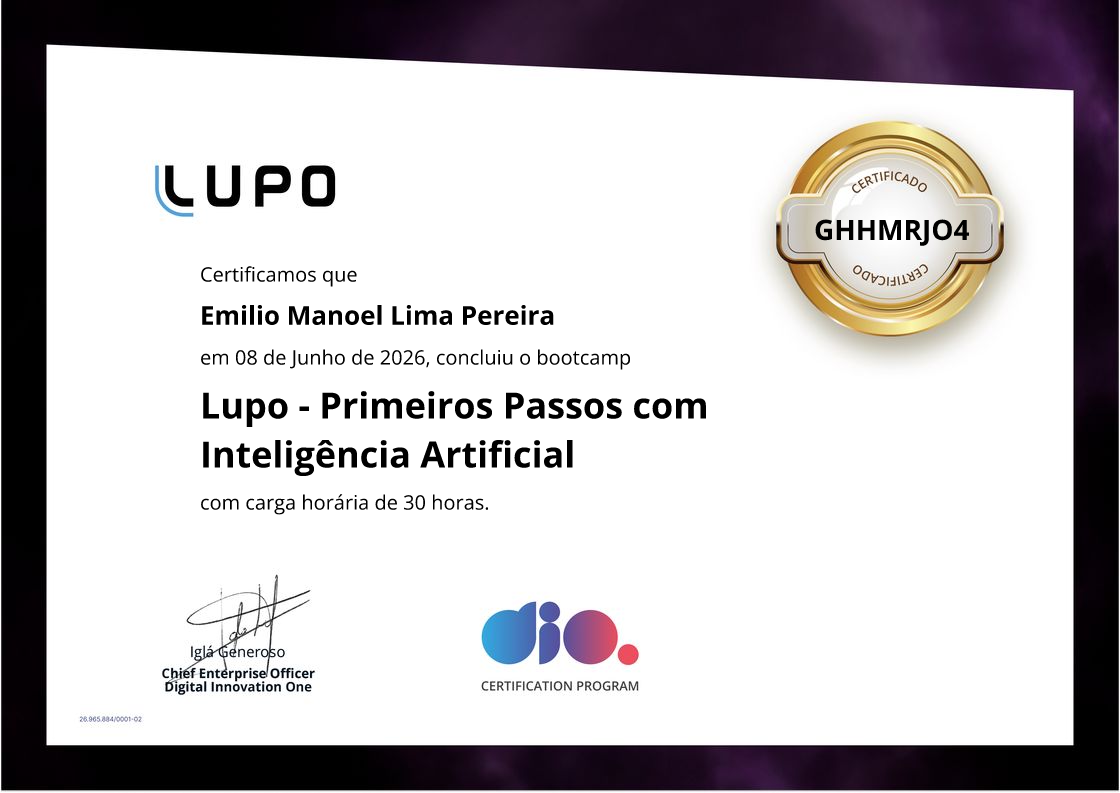 LUPO
CERTIFICADO
GHHMRJO4
CERTIFICADO
Certificamos que
Emilio Manoel Lima Pereira
em 08 de Junho de 2026, concluiu o bootcamp
Lupo - Primeiros Passos com
Inteligência Artificial
com carga horária de 30 horas.
Iglá Generoso
Chief Enterprise Officer
Digital Innovation One
dio.
CERTIFICATION PROGRAM
26.965.884/0001-02